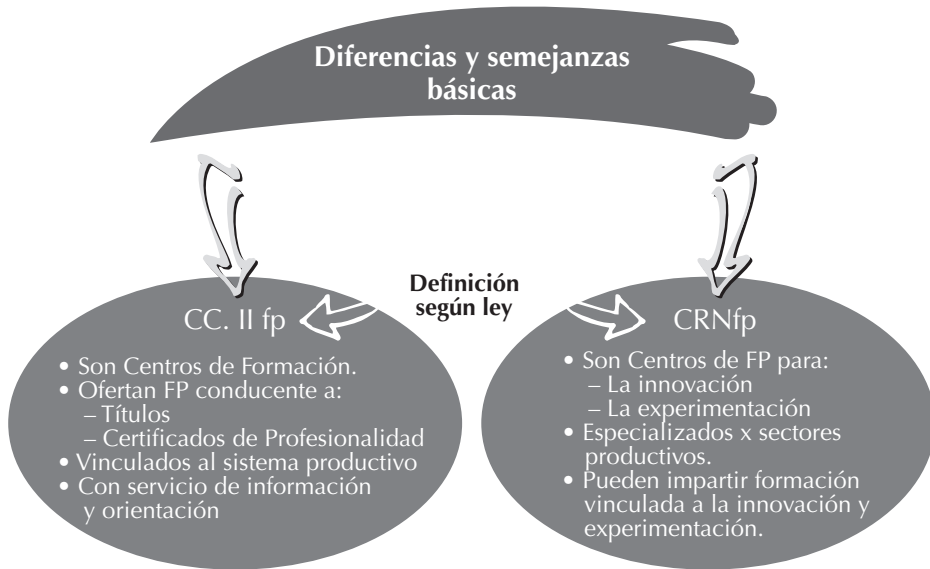 Diferencias y semejanzas
básicas
Definición
según ley
CC. II fp
• Son Centros de Formación.
• Ofertan FP conducente a:
– Títulos
– Certificados de Profesionalidad
• Vinculados al sistema productivo
• Con servicio de información
y orientación
CRNfp
• Son Centros de FP para:
– La innovación
– La experimentación
• Especializados x sectores
productivos.
• Pueden impartir formación
vinculada a la innovación y
experimentación.